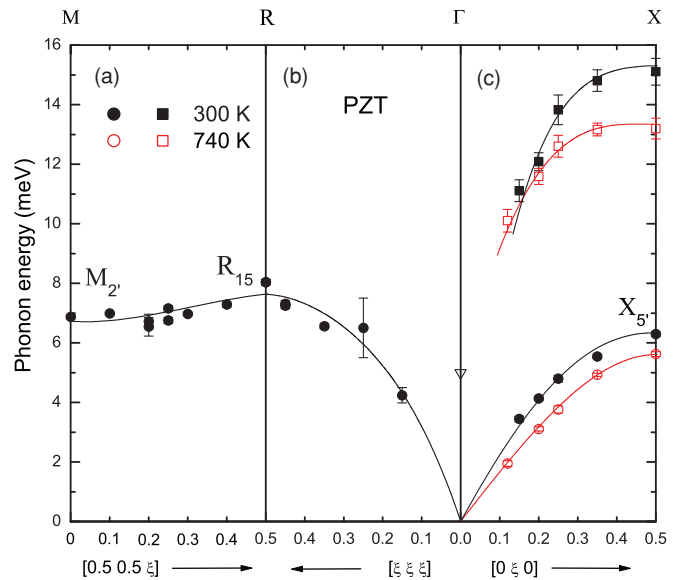 M R Γ X
16
14
12
10
8
6
4
2
0
Phonon energy (meV)
(a) (b) (c)
PZT
300 K
740 K
M2'
R15
X5'
0 0.1 0.2 0.3 0.4 0.5 0.4 0.3 0.2 0.1 0.0 0.1 0.2 0.3 0.4 0.5
[0.5 0.5 ξ] [ξ ξ ξ] [0 ξ 0]